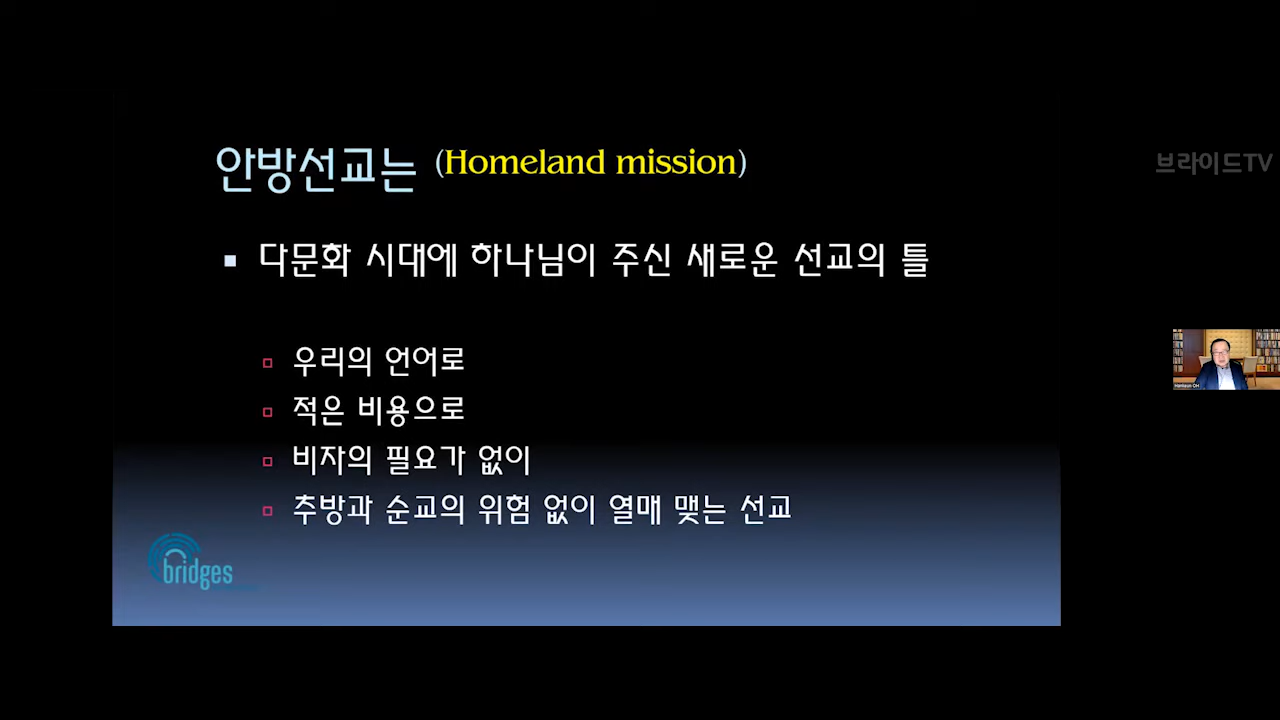 안방선교는 (Homeland mission)
브라이드TV
다문화 시대에 하나님이 주신 새로운 선교의 틀
우리의 언어로
적은 비용으로
비자의 필요가 없이
추방과 순교의 위험 없이 열매 맺는 선교
bridges